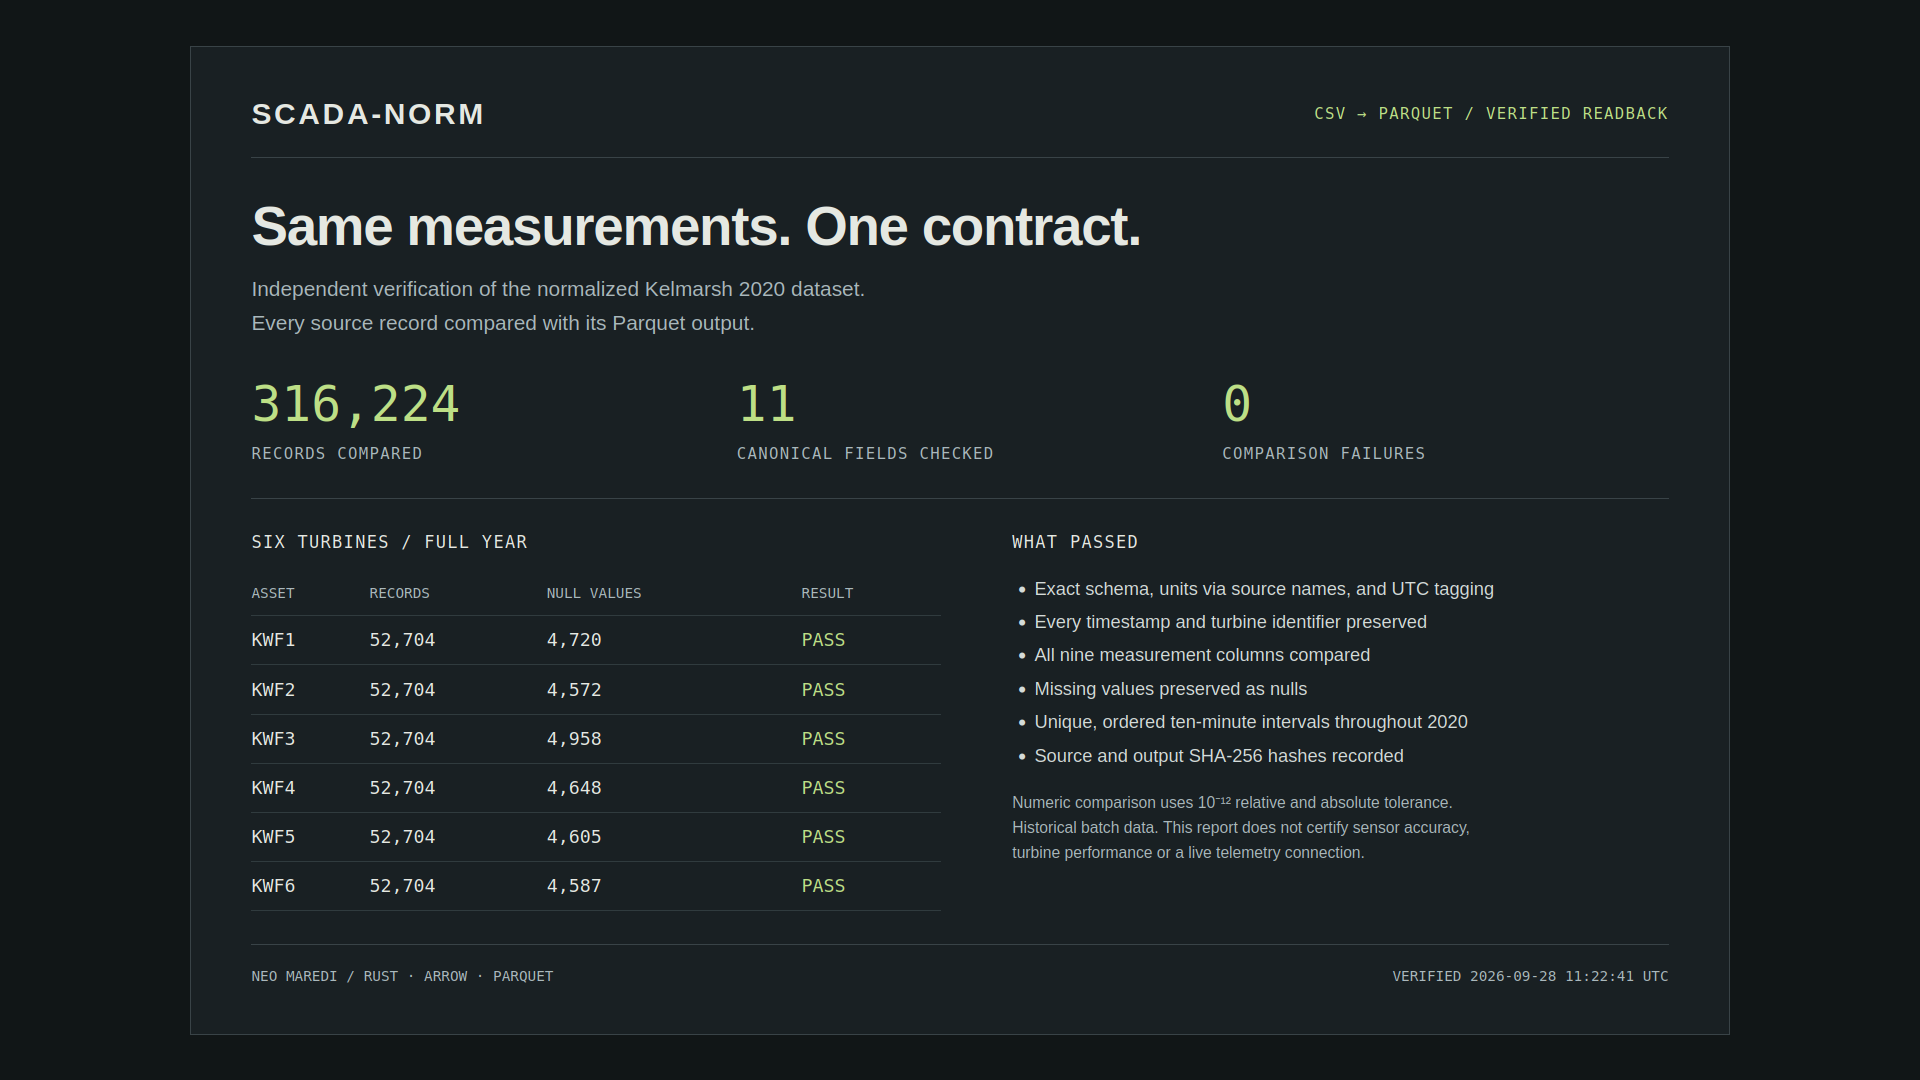 SCADA-NORM
CSV → PARQUET / VERIFIED READBACK
Same measurements. One contract.
Independent verification of the normalized Kelmarsh 2020 dataset.
Every source record compared with its Parquet output.
316,224
RECORDS COMPARED
11
CANONICAL FIELDS CHECKED
0
COMPARISON FAILURES
SIX TURBINES / FULL YEAR
ASSET RECORDS NULL VALUES RESULT
KWF1 52,704 4,720 PASS
KWF2 52,704 4,572 PASS
KWF3 52,704 4,958 PASS
KWF4 52,704 4,648 PASS
KWF5 52,704 4,605 PASS
KWF6 52,704 4,587 PASS
WHAT PASSED
• Exact schema, units via source names, and UTC tagging
• Every timestamp and turbine identifier preserved
• All nine measurement columns compared
• Missing values preserved as nulls
• Unique, ordered ten-minute intervals throughout 2020
• Source and output SHA-256 hashes recorded
Numeric comparison uses 10⁻¹² relative and absolute tolerance.
Historical batch data. This report does not certify sensor accuracy,
turbine performance or a live telemetry connection.
NEO MAREDI / RUST · ARROW · PARQUET
VERIFIED 2026-09-28 11:22:41 UTC